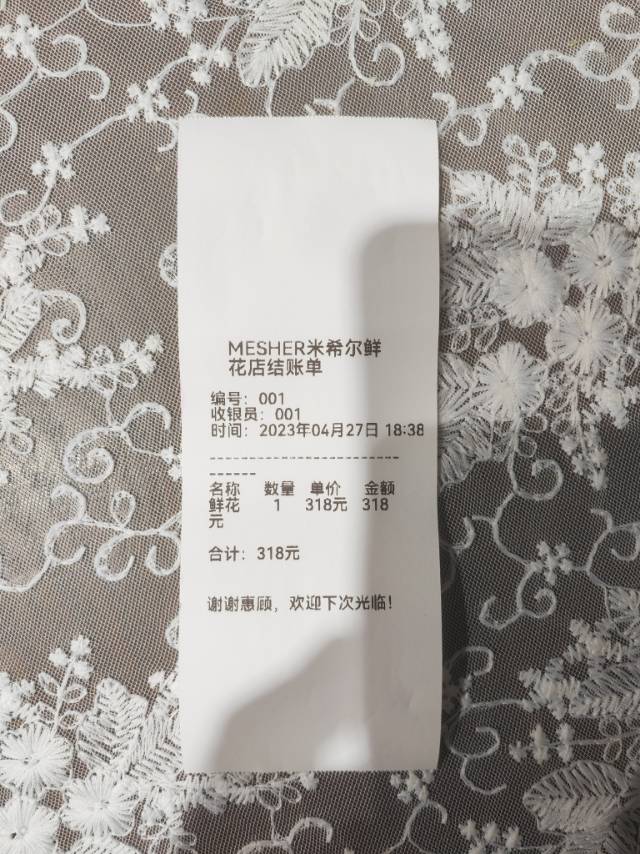 MESHER米希尔鲜
花店结账单
编号：001
收银员：001
时间：2023年04月27日 18:38
-------------------------
------
名称 数量 单价 金额
鲜花 1 318元 318
元
合计：318元
谢谢惠顾，欢迎下次光临！